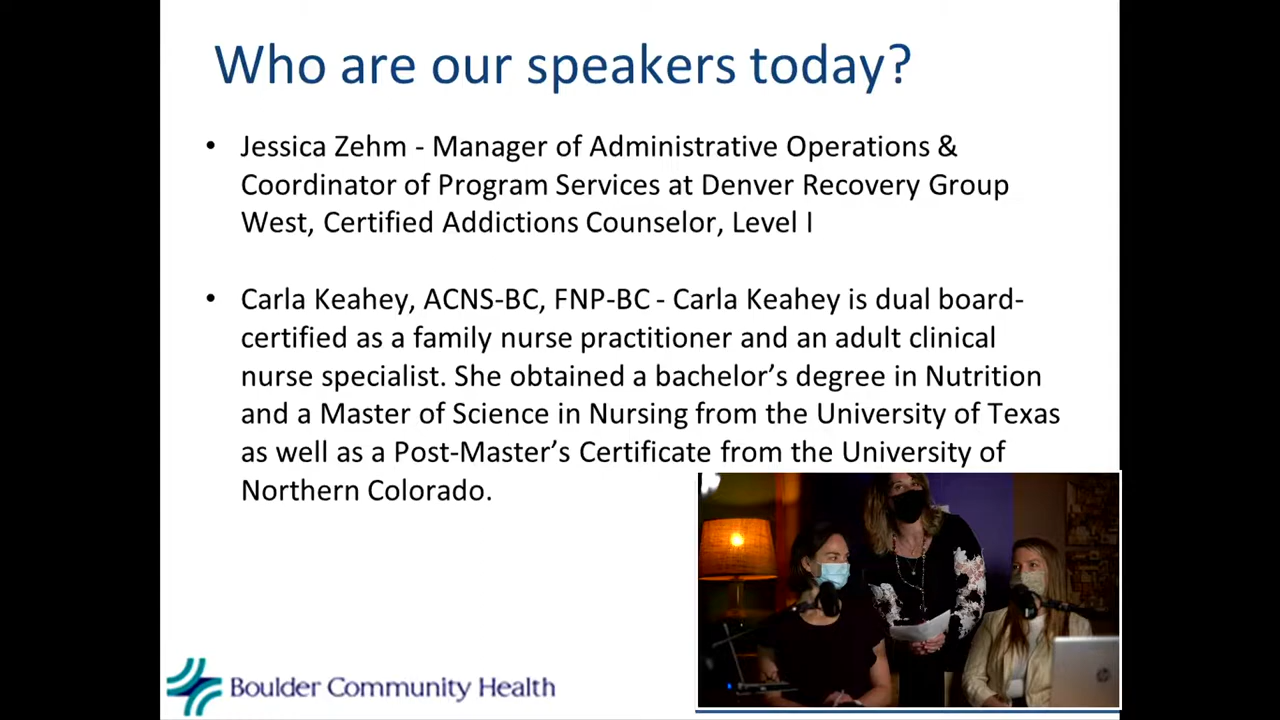 Who are our speakers today?
• Jessica Zehm - Manager of Administrative Operations &
Coordinator of Program Services at Denver Recovery Group
West, Certified Addictions Counselor, Level I
• Carla Keahey, ACNS-BC, FNP-BC - Carla Keahey is dual board-
certified as a family nurse practitioner and an adult clinical
nurse specialist. She obtained a bachelor's degree in Nutrition
and a Master of Science in Nursing from the University of Texas
as well as a Post-Master's Certificate from the University of
Northern Colorado.
Boulder Community Health
hp